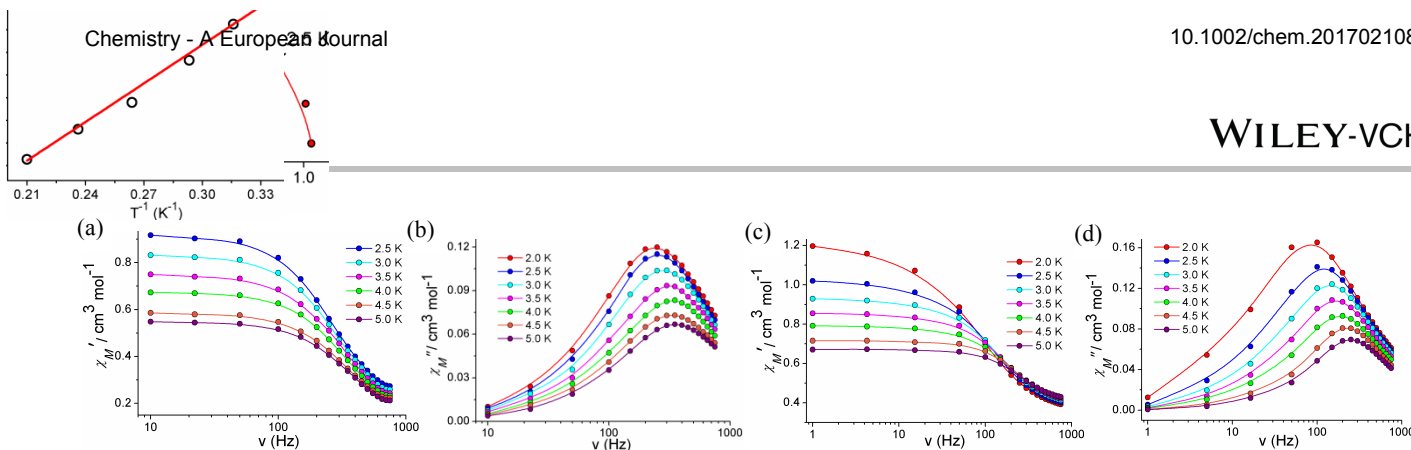 Chemistry - A European Journal
2.5 K
10.1002/chem.20170210
WILEY-VCH
1.0
0.21 0.24 0.27 0.30 0.33
T⁻¹ (K⁻¹)
(a)
χM′/ cm³ mol⁻¹
0.8
0.6
0.4
0.2
2.5 K
3.0 K
3.5 K
4.0 K
4.5 K
5.0 K
10 100 1000
ν (Hz)
(b)
χM″/ cm³ mol⁻¹
0.12
0.09
0.06
0.03
0.00
2.0 K
2.5 K
3.0 K
3.5 K
4.0 K
4.5 K
5.0 K
10 100 1000
ν (Hz)
(c)
χM′/ cm³ mol⁻¹
1.2
1.0
0.8
0.6
0.4
2.0 K
2.5 K
3.0 K
3.5 K
4.0 K
4.5 K
5.0 K
1 10 100 1000
ν (Hz)
(d)
χM″/ cm³ mol⁻¹
0.16
0.12
0.08
0.04
0.00
2.0 K
2.5 K
3.0 K
3.5 K
4.0 K
4.5 K
5.0 K
1 10 100 1000
ν (Hz)